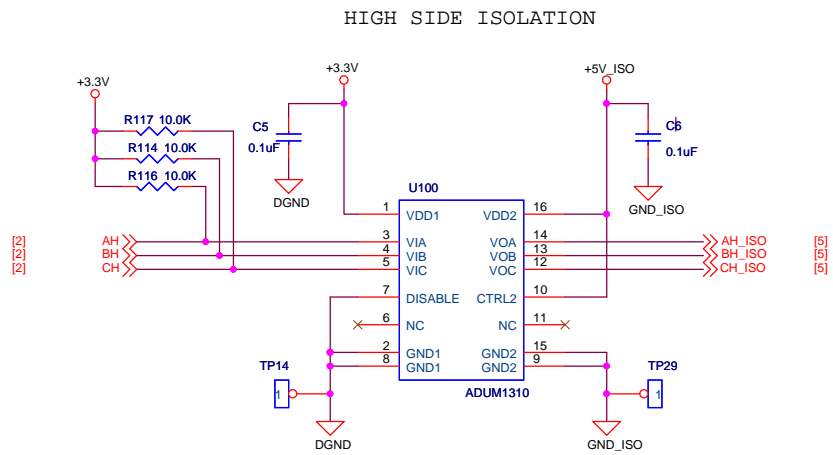 HIGH SIDE ISOLATION
+3.3V
+5V_ISO
+3.3V
R117 10.0K
C5
C6
0.1uF
0.1uF
R114 10.0K
R116 10.0K
DGND
U100
GND_ISO
1 VDD1 VDD2 16
[2] AH 3 VIA VOA 14 AH_ISO [5]
[2] BH 4 VIB VOB 13 BH_ISO [5]
[2] CH 5 VIC VOC 12 CH_ISO [5]
7 DISABLE CTRL2 10
6 NC NC 11
2 GND1 GND2 15
8 GND1 GND2 9
TP14
TP29
1
ADUM1310
1
DGND
GND_ISO